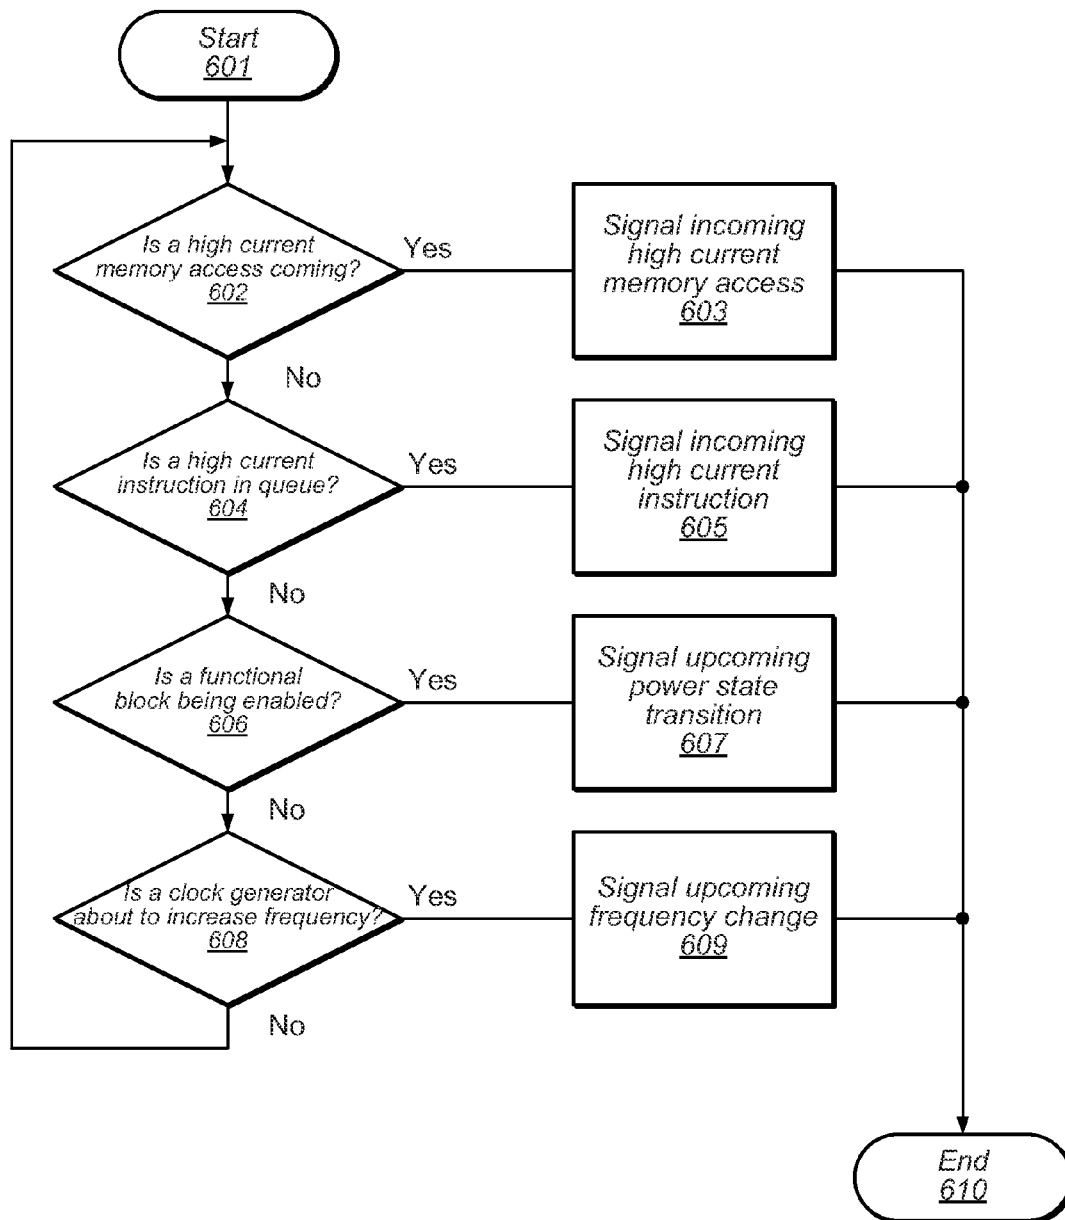 Start
601
Is a high current
memory access coming?
602
Yes
Signal incoming
high current
memory access
603
No
Is a high current
instruction in queue?
604
Yes
Signal incoming
high current
instruction
605
No
Is a functional
block being enabled?
606
Yes
Signal upcoming
power state
transition
607
No
Is a clock generator
about to increase frequency?
608
Yes
Signal upcoming
frequency change
609
No
End
610